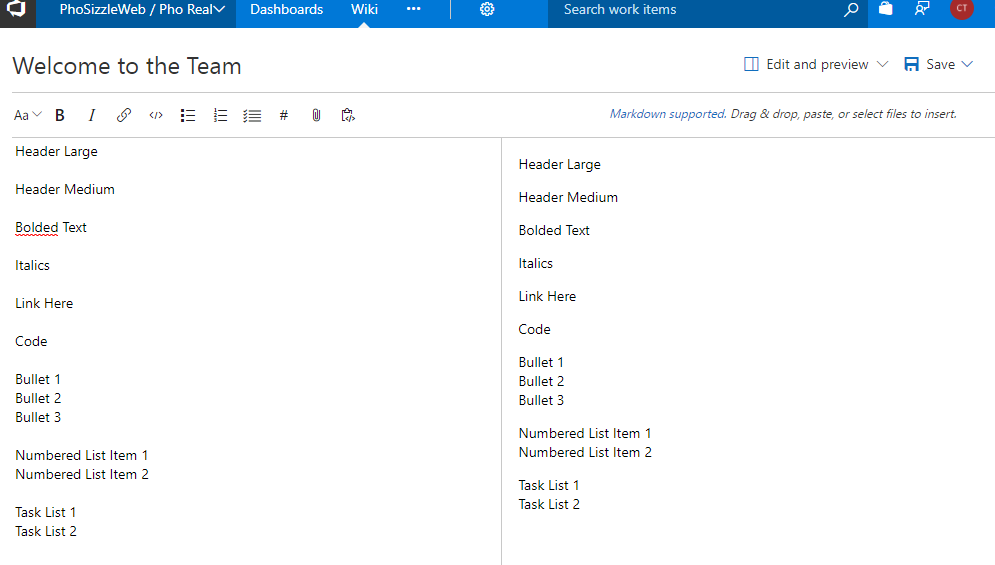 PhoSizzleWeb / Pho Real Dashboards Wiki ··· Search work items CT
Welcome to the Team Edit and preview Save
Aa B I </> # Markdown supported. Drag & drop, paste, or select files to insert.
Header Large
Header Medium
Bolded Text
Italics
Link Here
Code
Bullet 1
Bullet 2
Bullet 3
Numbered List Item 1
Numbered List Item 2
Task List 1
Task List 2
Header Large
Header Medium
Bolded Text
Italics
Link Here
Code
Bullet 1
Bullet 2
Bullet 3
Numbered List Item 1
Numbered List Item 2
Task List 1
Task List 2